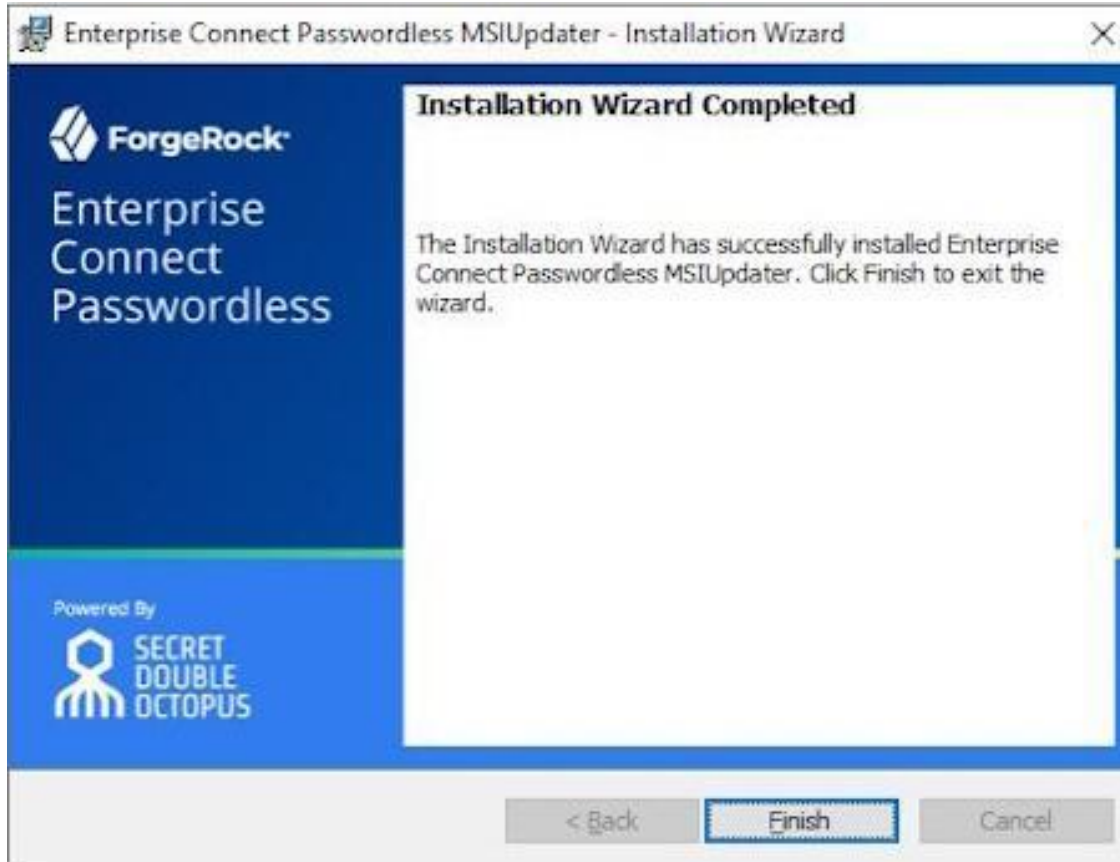 Enterprise Connect Passwordless MSIUpdater - Installation Wizard
ForgeRock
Enterprise
Connect
Passwordless
Installation Wizard Completed
The Installation Wizard has successfully installed Enterprise
Connect Passwordless MSIUpdater. Click Finish to exit the
wizard.
Powered By
SECRET
DOUBLE
OCTOPUS
< Back
Finish
Cancel